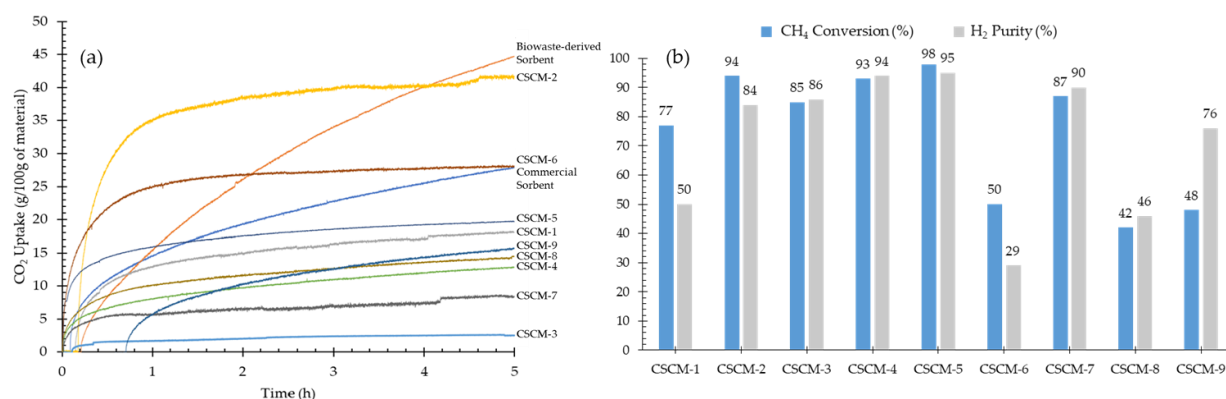 (a)
CO2 Uptake (g/100g of material)
50
45
40
35
30
25
20
15
10
5
0
0
1
2
3
4
5
Time (h)
Biowaste-derived
Sorbent
CSCM-2
CSCM-6
Commercial
Sorbent
CSCM-5
CSCM-1
CSCM-9
CSCM-8
CSCM-4
CSCM-7
CSCM-3
CH4 Conversion (%)
H2 Purity (%)
(b)
100
90
80
70
60
50
40
30
20
10
0
77
50
94
84
85
86
93
94
98
95
50
29
87
90
42
46
48
76
CSCM-1
CSCM-2
CSCM-3
CSCM-4
CSCM-5
CSCM-6
CSCM-7
CSCM-8
CSCM-9